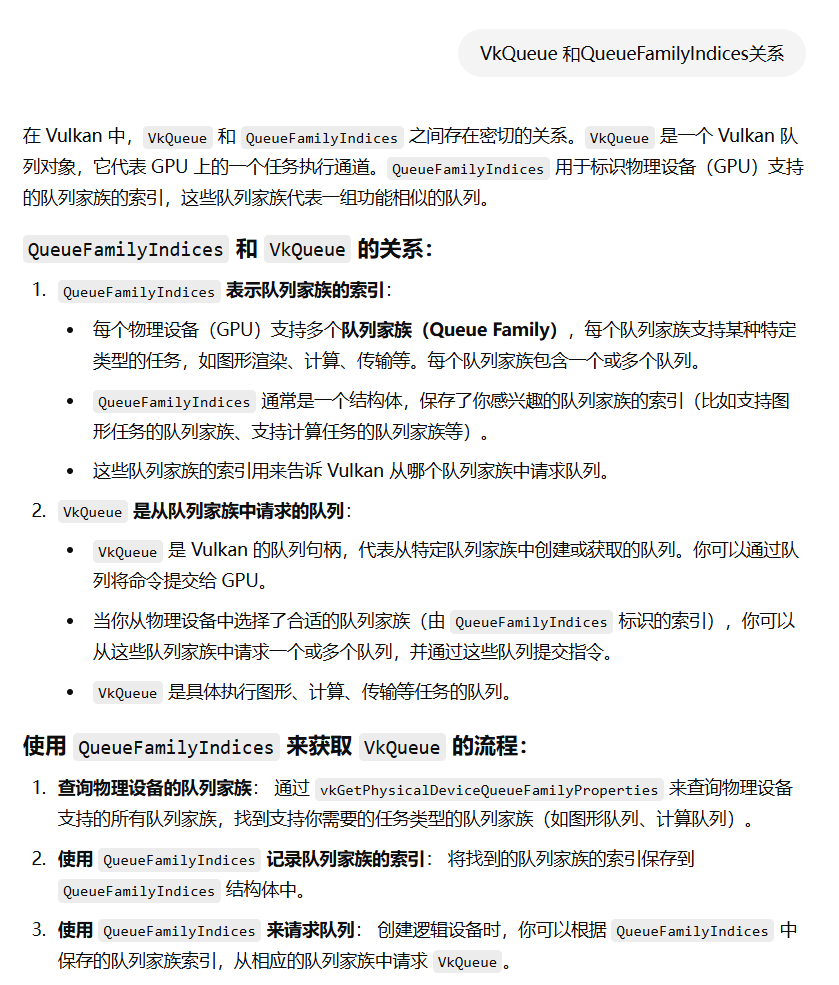 VkQueue 和QueueFamilyIndices关系
在 Vulkan 中，VkQueue 和 QueueFamilyIndices 之间存在密切的关系。VkQueue 是一个 Vulkan 队
列对象，它代表 GPU 上的一个任务执行通道。QueueFamilyIndices 用于标识物理设备（GPU）支持
的队列家族的索引，这些队列家族代表一组功能相似的队列。
QueueFamilyIndices 和 VkQueue 的关系：
1. QueueFamilyIndices 表示队列家族的索引：
• 每个物理设备（GPU）支持多个队列家族（Queue Family），每个队列家族支持某种特定
类型的任务，如图形渲染、计算、传输等。每个队列家族包含一个或多个队列。
• QueueFamilyIndices 通常是一个结构体，保存了你感兴趣的队列家族的索引（比如支持图
形任务的队列家族、支持计算任务的队列家族等）。
• 这些队列家族的索引用来告诉 Vulkan 从哪个队列家族中请求队列。
2. VkQueue 是从队列家族中请求的队列：
• VkQueue 是 Vulkan 的队列句柄，代表从特定队列家族中创建或获取的队列。你可以通过队
列将命令提交给 GPU。
• 当你从物理设备中选择了合适的队列家族（由 QueueFamilyIndices 标识的索引），你可以
从这些队列家族中请求一个或多个队列，并通过这些队列提交指令。
• VkQueue 是具体执行图形、计算、传输等任务的队列。
使用 QueueFamilyIndices 来获取 VkQueue 的流程：
1. 查询物理设备的队列家族： 通过 vkGetPhysicalDeviceQueueFamilyProperties 来查询物理设备
支持的所有队列家族，找到支持你需要的任务类型的队列家族（如图形队列、计算队列）。
2. 使用 QueueFamilyIndices 记录队列家族的索引： 将找到的队列家族的索引保存到
QueueFamilyIndices 结构体中。
3. 使用 QueueFamilyIndices 来请求队列： 创建逻辑设备时，你可以根据 QueueFamilyIndices 中
保存的队列家族索引，从相应的队列家族中请求 VkQueue。